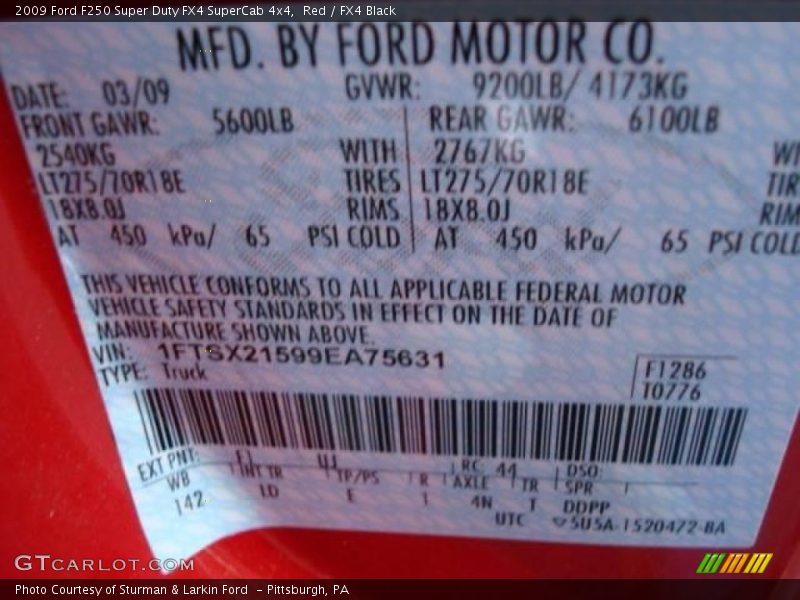 2009 Ford F250 Super Duty FX4 SuperCab 4x4, Red / FX4 Black
MFD. BY FORD MOTOR CO.
DATE: 03/09 GVWR: 9200LB/ 4173KG
FRONT GAWR: 5600LB REAR GAWR: 6100LB
2540KG WITH 2767KG WI
LT275/70R18E TIRES LT275/70R18E TIR
18X8.0J RIMS 18X8.0J RIM
AT 450 kPa/ 65 PSI COLD AT 450 kPa/ 65 PSI COLD
THIS VEHICLE CONFORMS TO ALL APPLICABLE FEDERAL MOTOR
VEHICLE SAFETY STANDARDS IN EFFECT ON THE DATE OF
MANUFACTURE SHOWN ABOVE.
VIN: 1FTSX21599EA75631
TYPE: Truck
F1286
T0776
EXT PNT: F1 RC: 44 DSO:
WB INT TR TP/PS R AXLE TR SPR
142 LD E 1 4N T DDPP
UTC 5U5A-1520472-BA
GTCARLOT.COM
Photo Courtesy of Sturman & Larkin Ford - Pittsburgh, PA